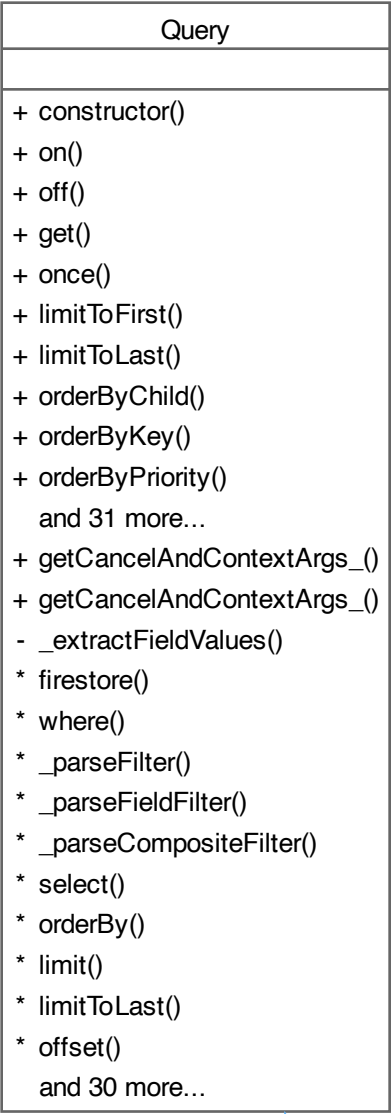 Query
+ constructor()
+ on()
+ off()
+ get()
+ once()
+ limitToFirst()
+ limitToLast()
+ orderByChild()
+ orderByKey()
+ orderByPriority()
and 31 more...
+ getCancelAndContextArgs_()
+ getCancelAndContextArgs_()
- _extractFieldValues()
* firestore()
* where()
* _parseFilter()
* _parseFieldFilter()
* _parseCompositeFilter()
* select()
* orderBy()
* limit()
* limitToLast()
* offset()
and 30 more...